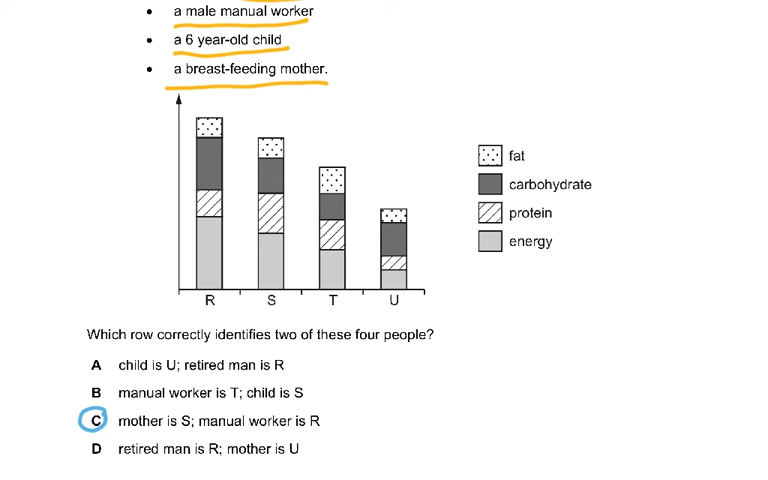 • a male manual worker
• a 6 year-old child
• a breast-feeding mother.
fat
carbohydrate
protein
energy
R S T U
Which row correctly identifies two of these four people?
A child is U; retired man is R
B manual worker is T; child is S
C mother is S; manual worker is R
D retired man is R; mother is U